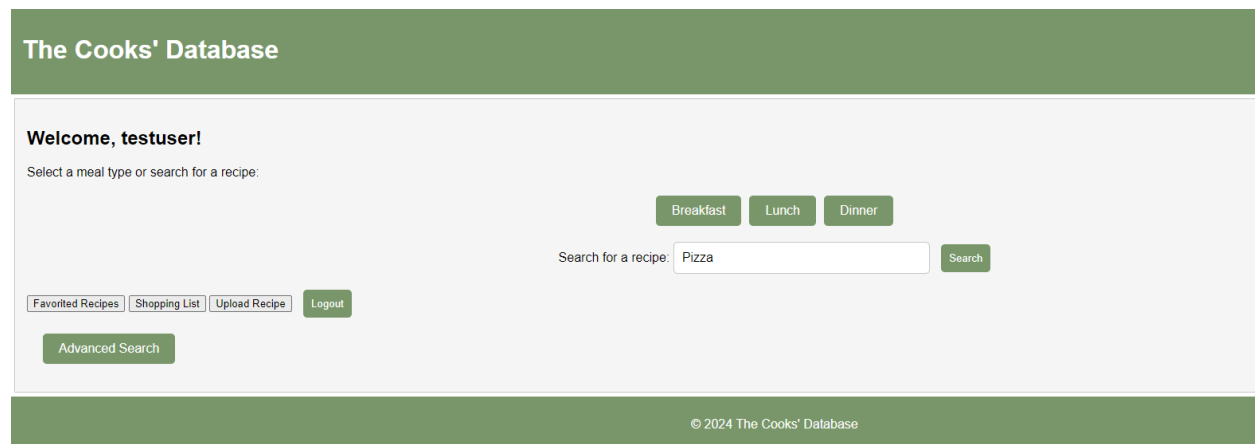 The Cooks' Database
Welcome, testuser!
Select a meal type or search for a recipe:
Breakfast Lunch Dinner
Search for a recipe: Pizza Search
Favorited Recipes Shopping List Upload Recipe Logout
Advanced Search
© 2024 The Cooks' Database